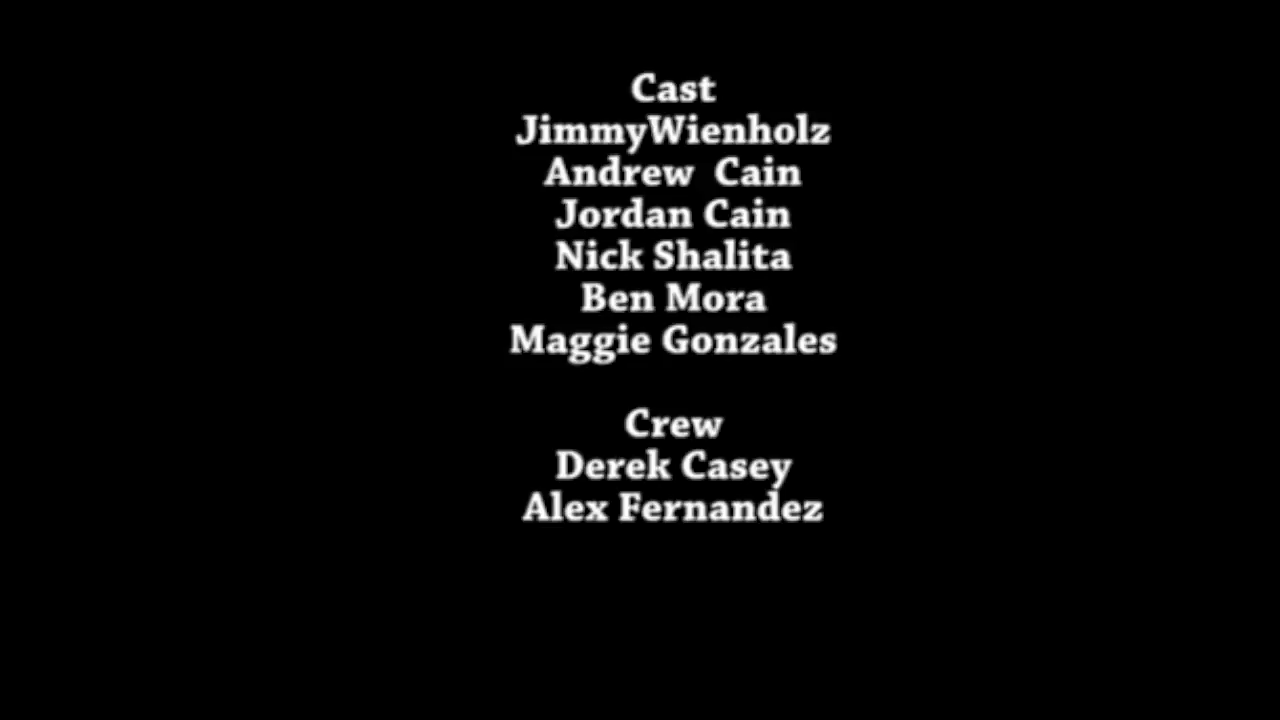 Cast
JimmyWienholz
Andrew  Cain
Jordan Cain
Nick Shalita
Ben Mora
Maggie Gonzales
Crew
Derek Casey
Alex Fernandez